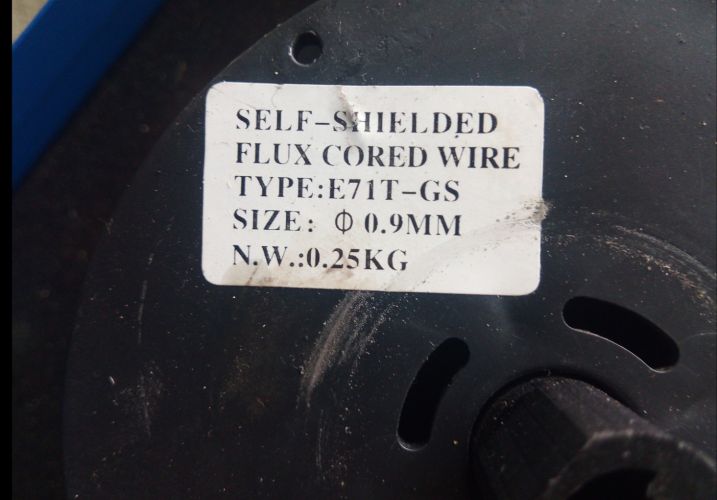 SELF-SHIELDED
FLUX CORED WIRE
TYPE:E71T-GS
SIZE: Φ 0.9MM
N.W.:0.25KG